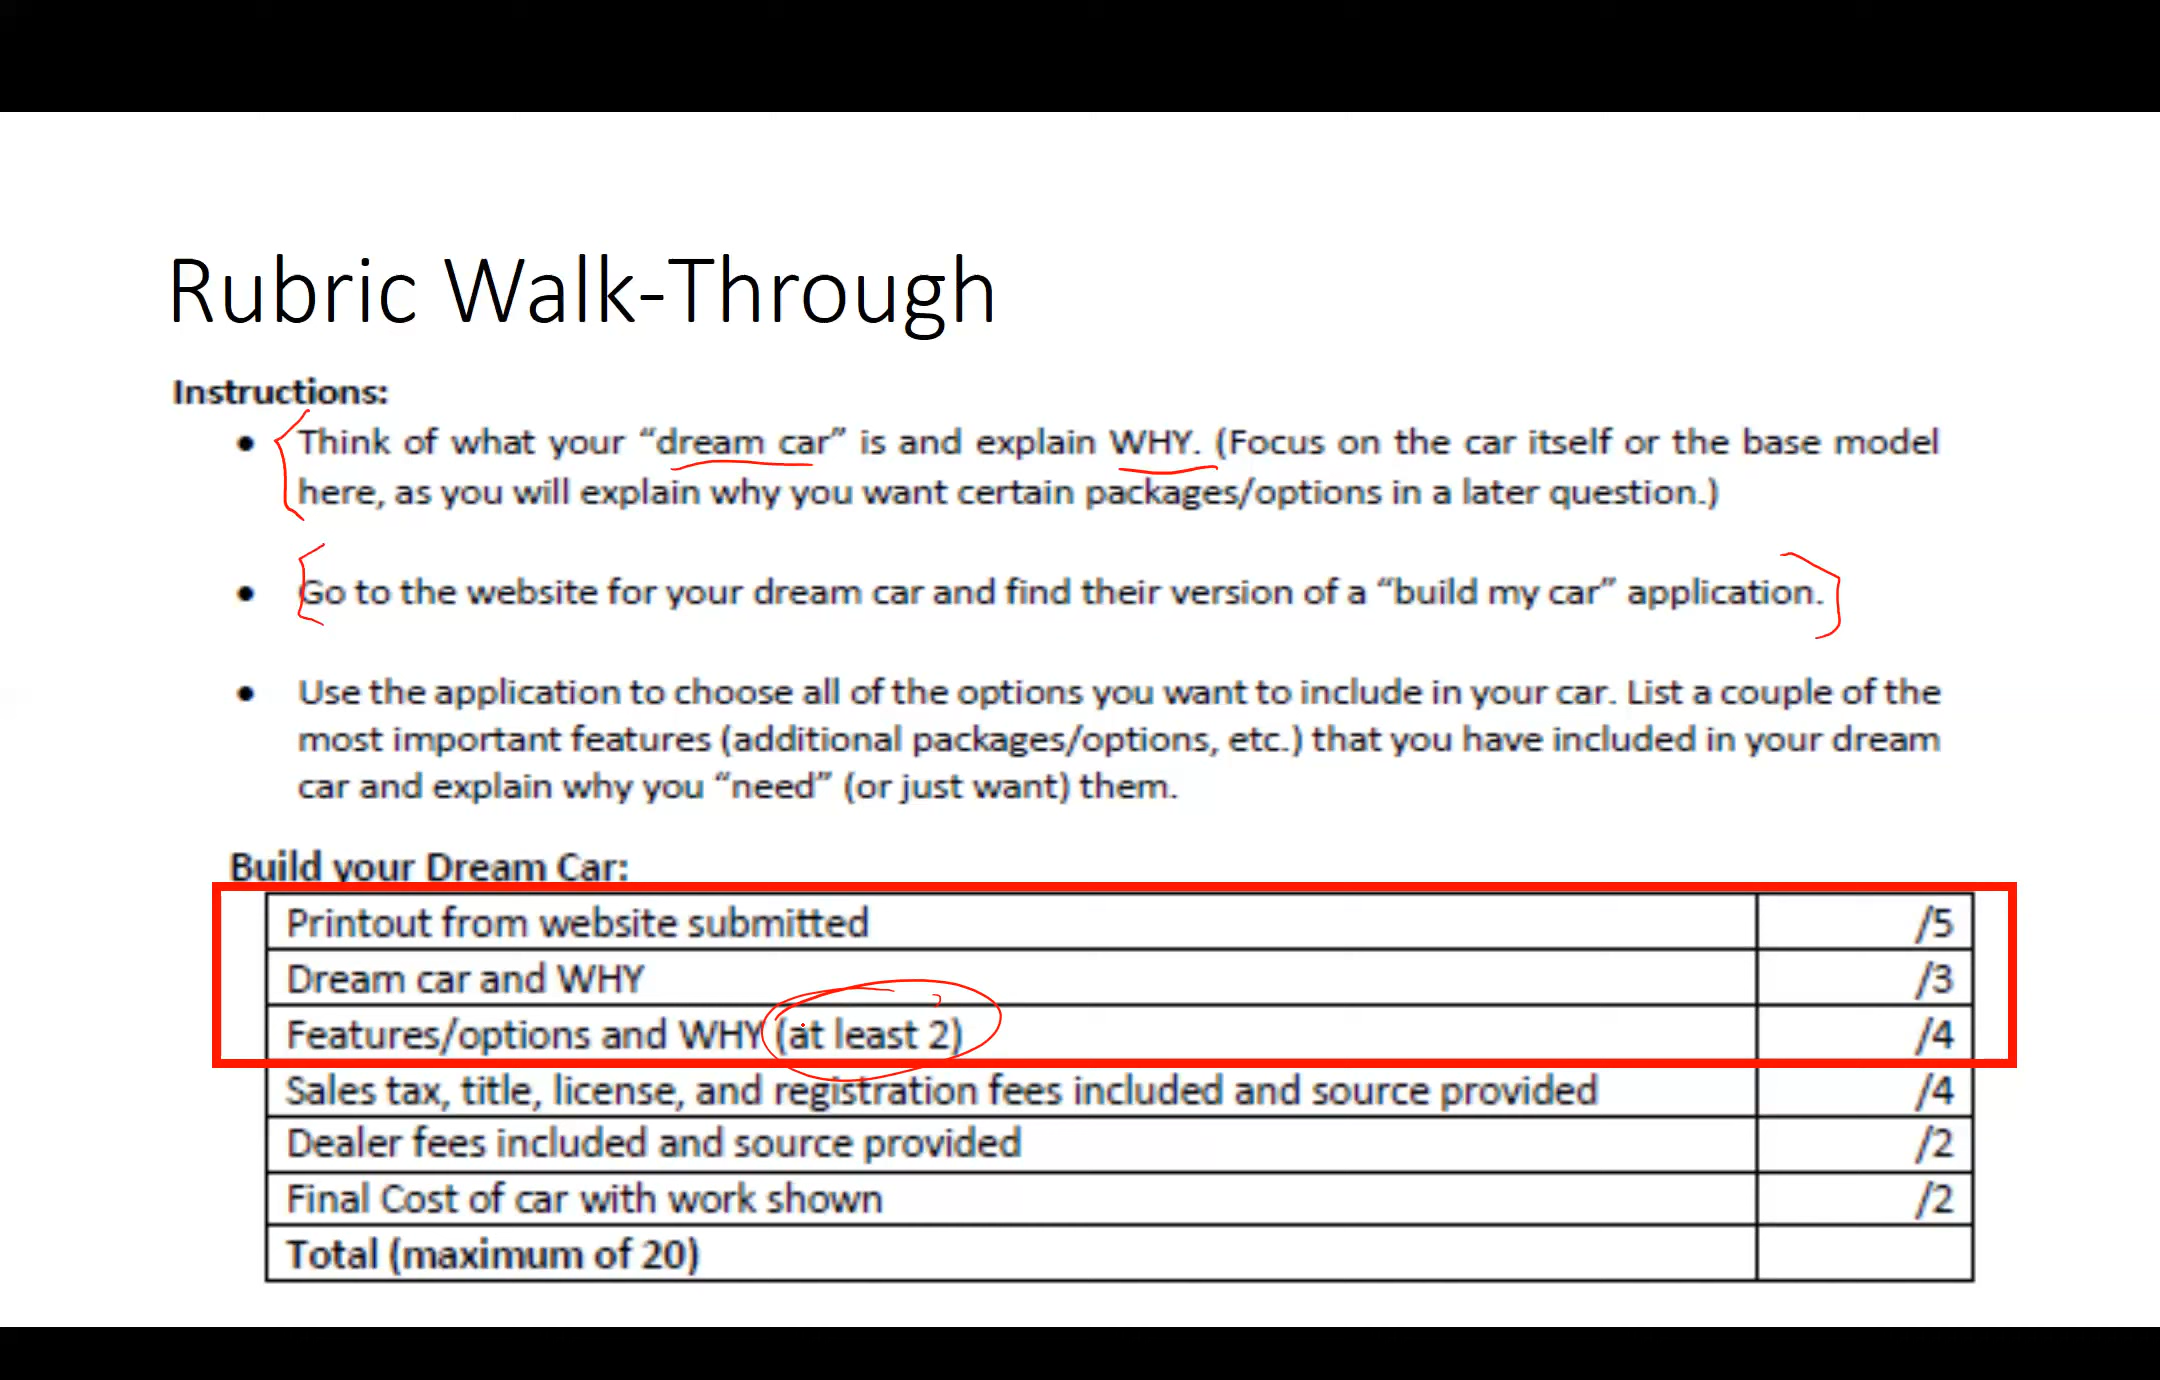 Rubric Walk-Through
Instructions:
● Think of what your “dream car” is and explain WHY. (Focus on the car itself or the base model
here, as you will explain why you want certain packages/options in a later question.)
● Go to the website for your dream car and find their version of a “build my car” application.
● Use the application to choose all of the options you want to include in your car. List a couple of the
most important features (additional packages/options, etc.) that you have included in your dream
car and explain why you “need” (or just want) them.
Build your Dream Car:
Printout from website submitted /5
Dream car and WHY /3
Features/options and WHY (at least 2) /4
Sales tax, title, license, and registration fees included and source provided /4
Dealer fees included and source provided /2
Final Cost of car with work shown /2
Total (maximum of 20)